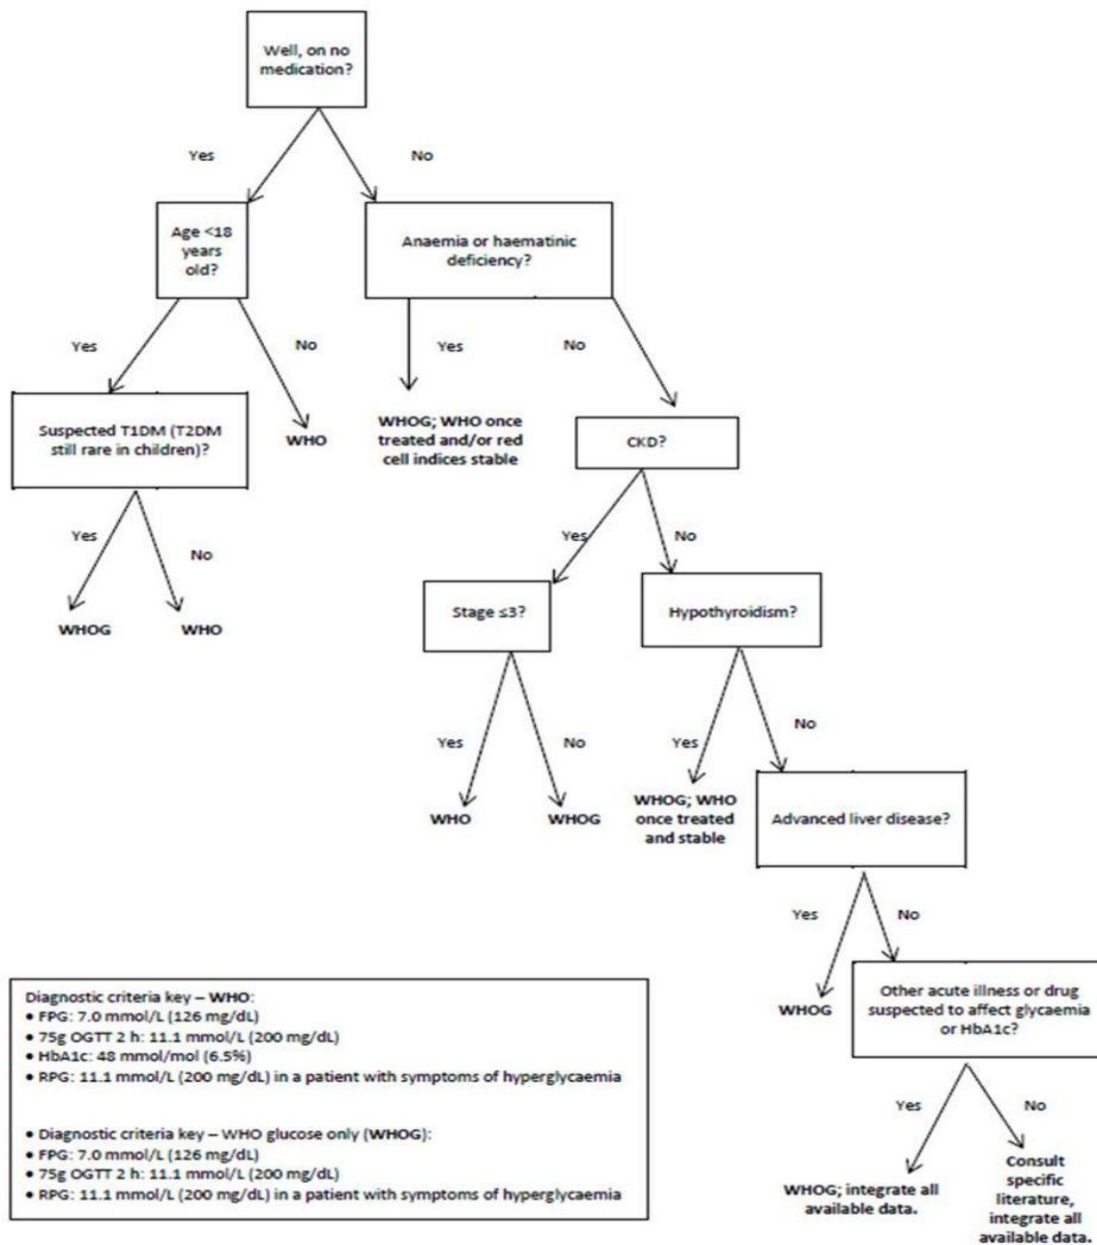 Well, on no
medication?
Yes
No
Age <18
years
old?
Anaemia or haematinic
deficiency?
Yes
No
Yes
No
Suspected T1DM (T2DM
still rare in children)?
WHO
WHOG; WHO once
treated and/or red
cell indices stable
CKD?
Yes
No
Yes
No
WHOG
WHO
Stage ≤3?
Hypothyroidism?
Yes
No
Yes
No
WHO
WHOG
WHOG; WHO
once treated
and stable
Advanced liver disease?
Yes
No
WHOG
Other acute illness or drug
suspected to affect glycaemia
or HbA1c?
Yes
No
WHOG; integrate all
available data.
Consult
specific
literature,
integrate all
available data.
Diagnostic criteria key – WHO:
• FPG: 7.0 mmol/L (126 mg/dL)
• 75g OGTT 2 h: 11.1 mmol/L (200 mg/dL)
• HbA1c: 48 mmol/mol (6.5%)
• RPG: 11.1 mmol/L (200 mg/dL) in a patient with symptoms of hyperglycaemia
• Diagnostic criteria key – WHO glucose only (WHOG):
• FPG: 7.0 mmol/L (126 mg/dL)
• 75g OGTT 2 h: 11.1 mmol/L (200 mg/dL)
• RPG: 11.1 mmol/L (200 mg/dL) in a patient with symptoms of hyperglycaemia